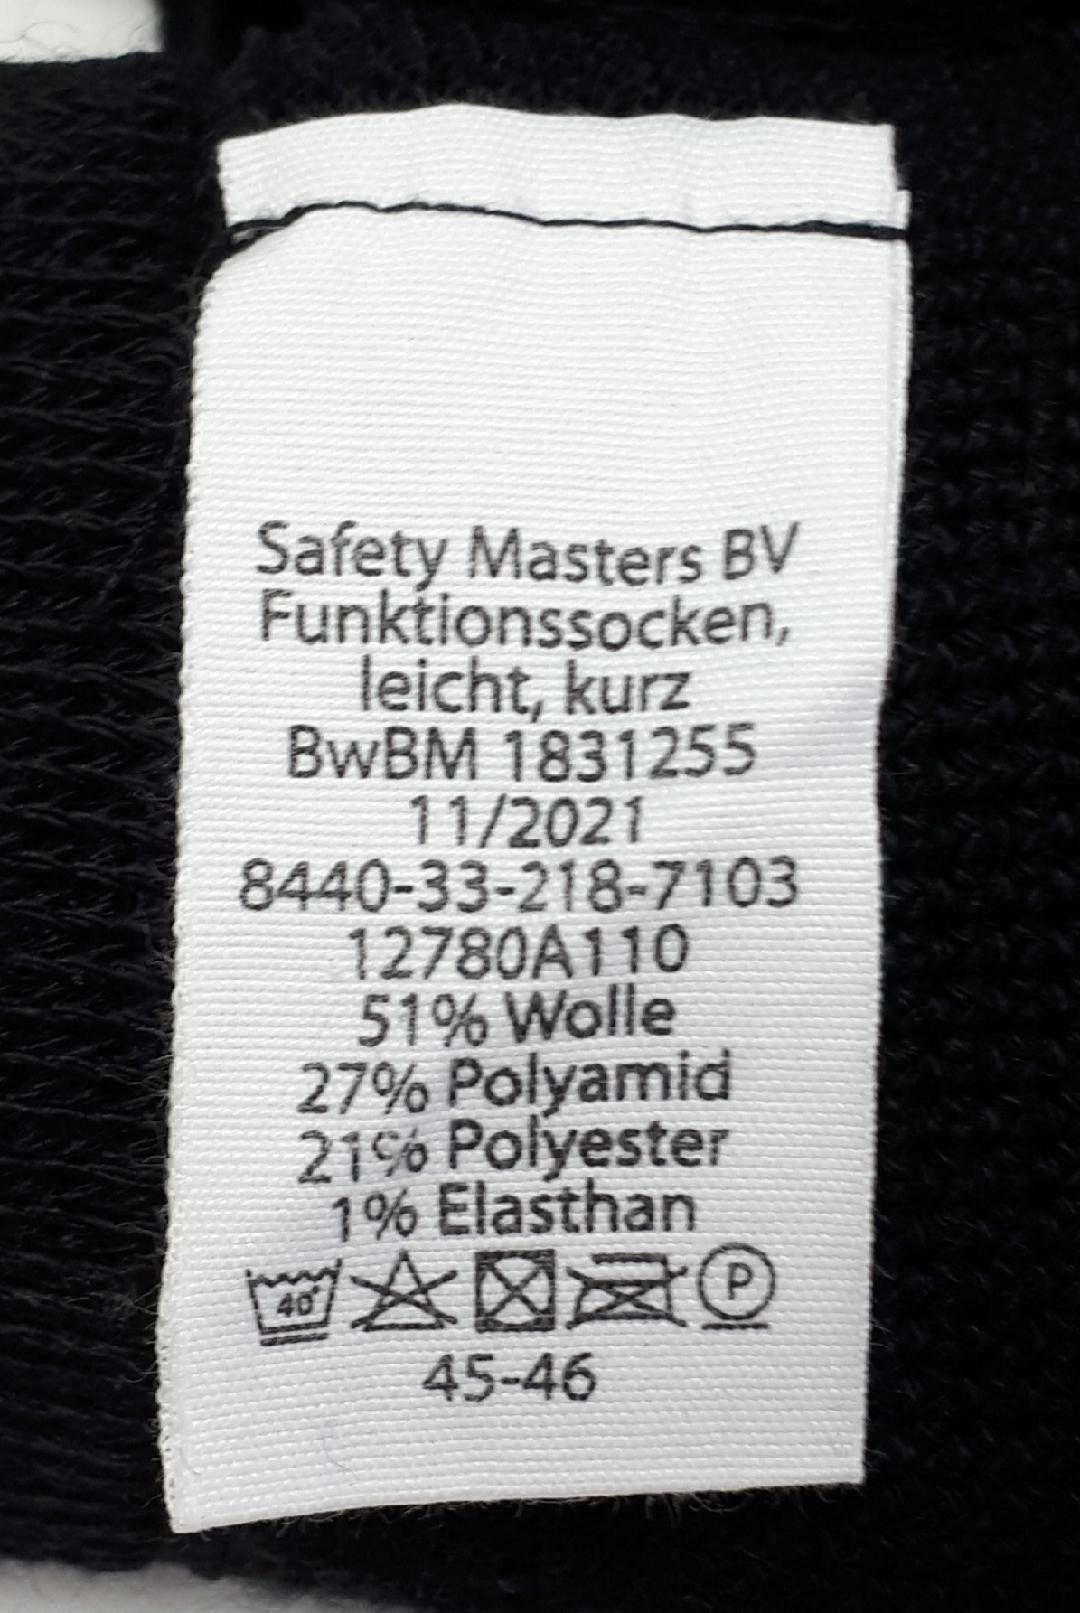 Safety Masters BV
Funktionssocken,
leicht, kurz
BwBM 1831255
11/2021
8440-33-218-7103
12780A110
51% Wolle
27% Polyamid
21% Polyester
1% Elasthan
40° P
45-46